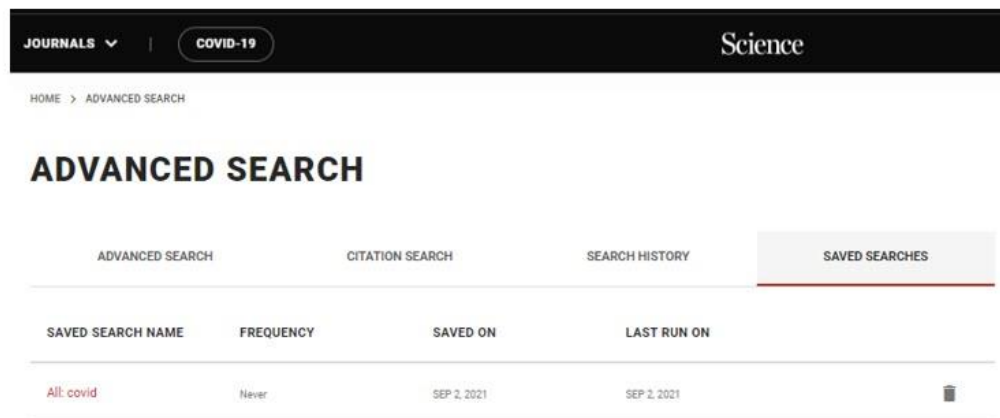 JOURNALS | COVID-19 Science
HOME > ADVANCED SEARCH
ADVANCED SEARCH
ADVANCED SEARCH CITATION SEARCH SEARCH HISTORY SAVED SEARCHES
SAVED SEARCH NAME FREQUENCY SAVED ON LAST RUN ON
All: covid Never SEP 2, 2021 SEP 2, 2021